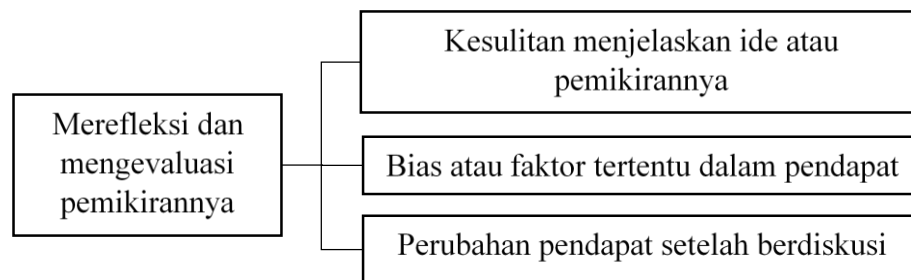 Merefleksi dan
mengevaluasi
pemikirannya
Kesulitan menjelaskan ide atau
pemikirannya
Bias atau faktor tertentu dalam pendapat
Perubahan pendapat setelah berdiskusi